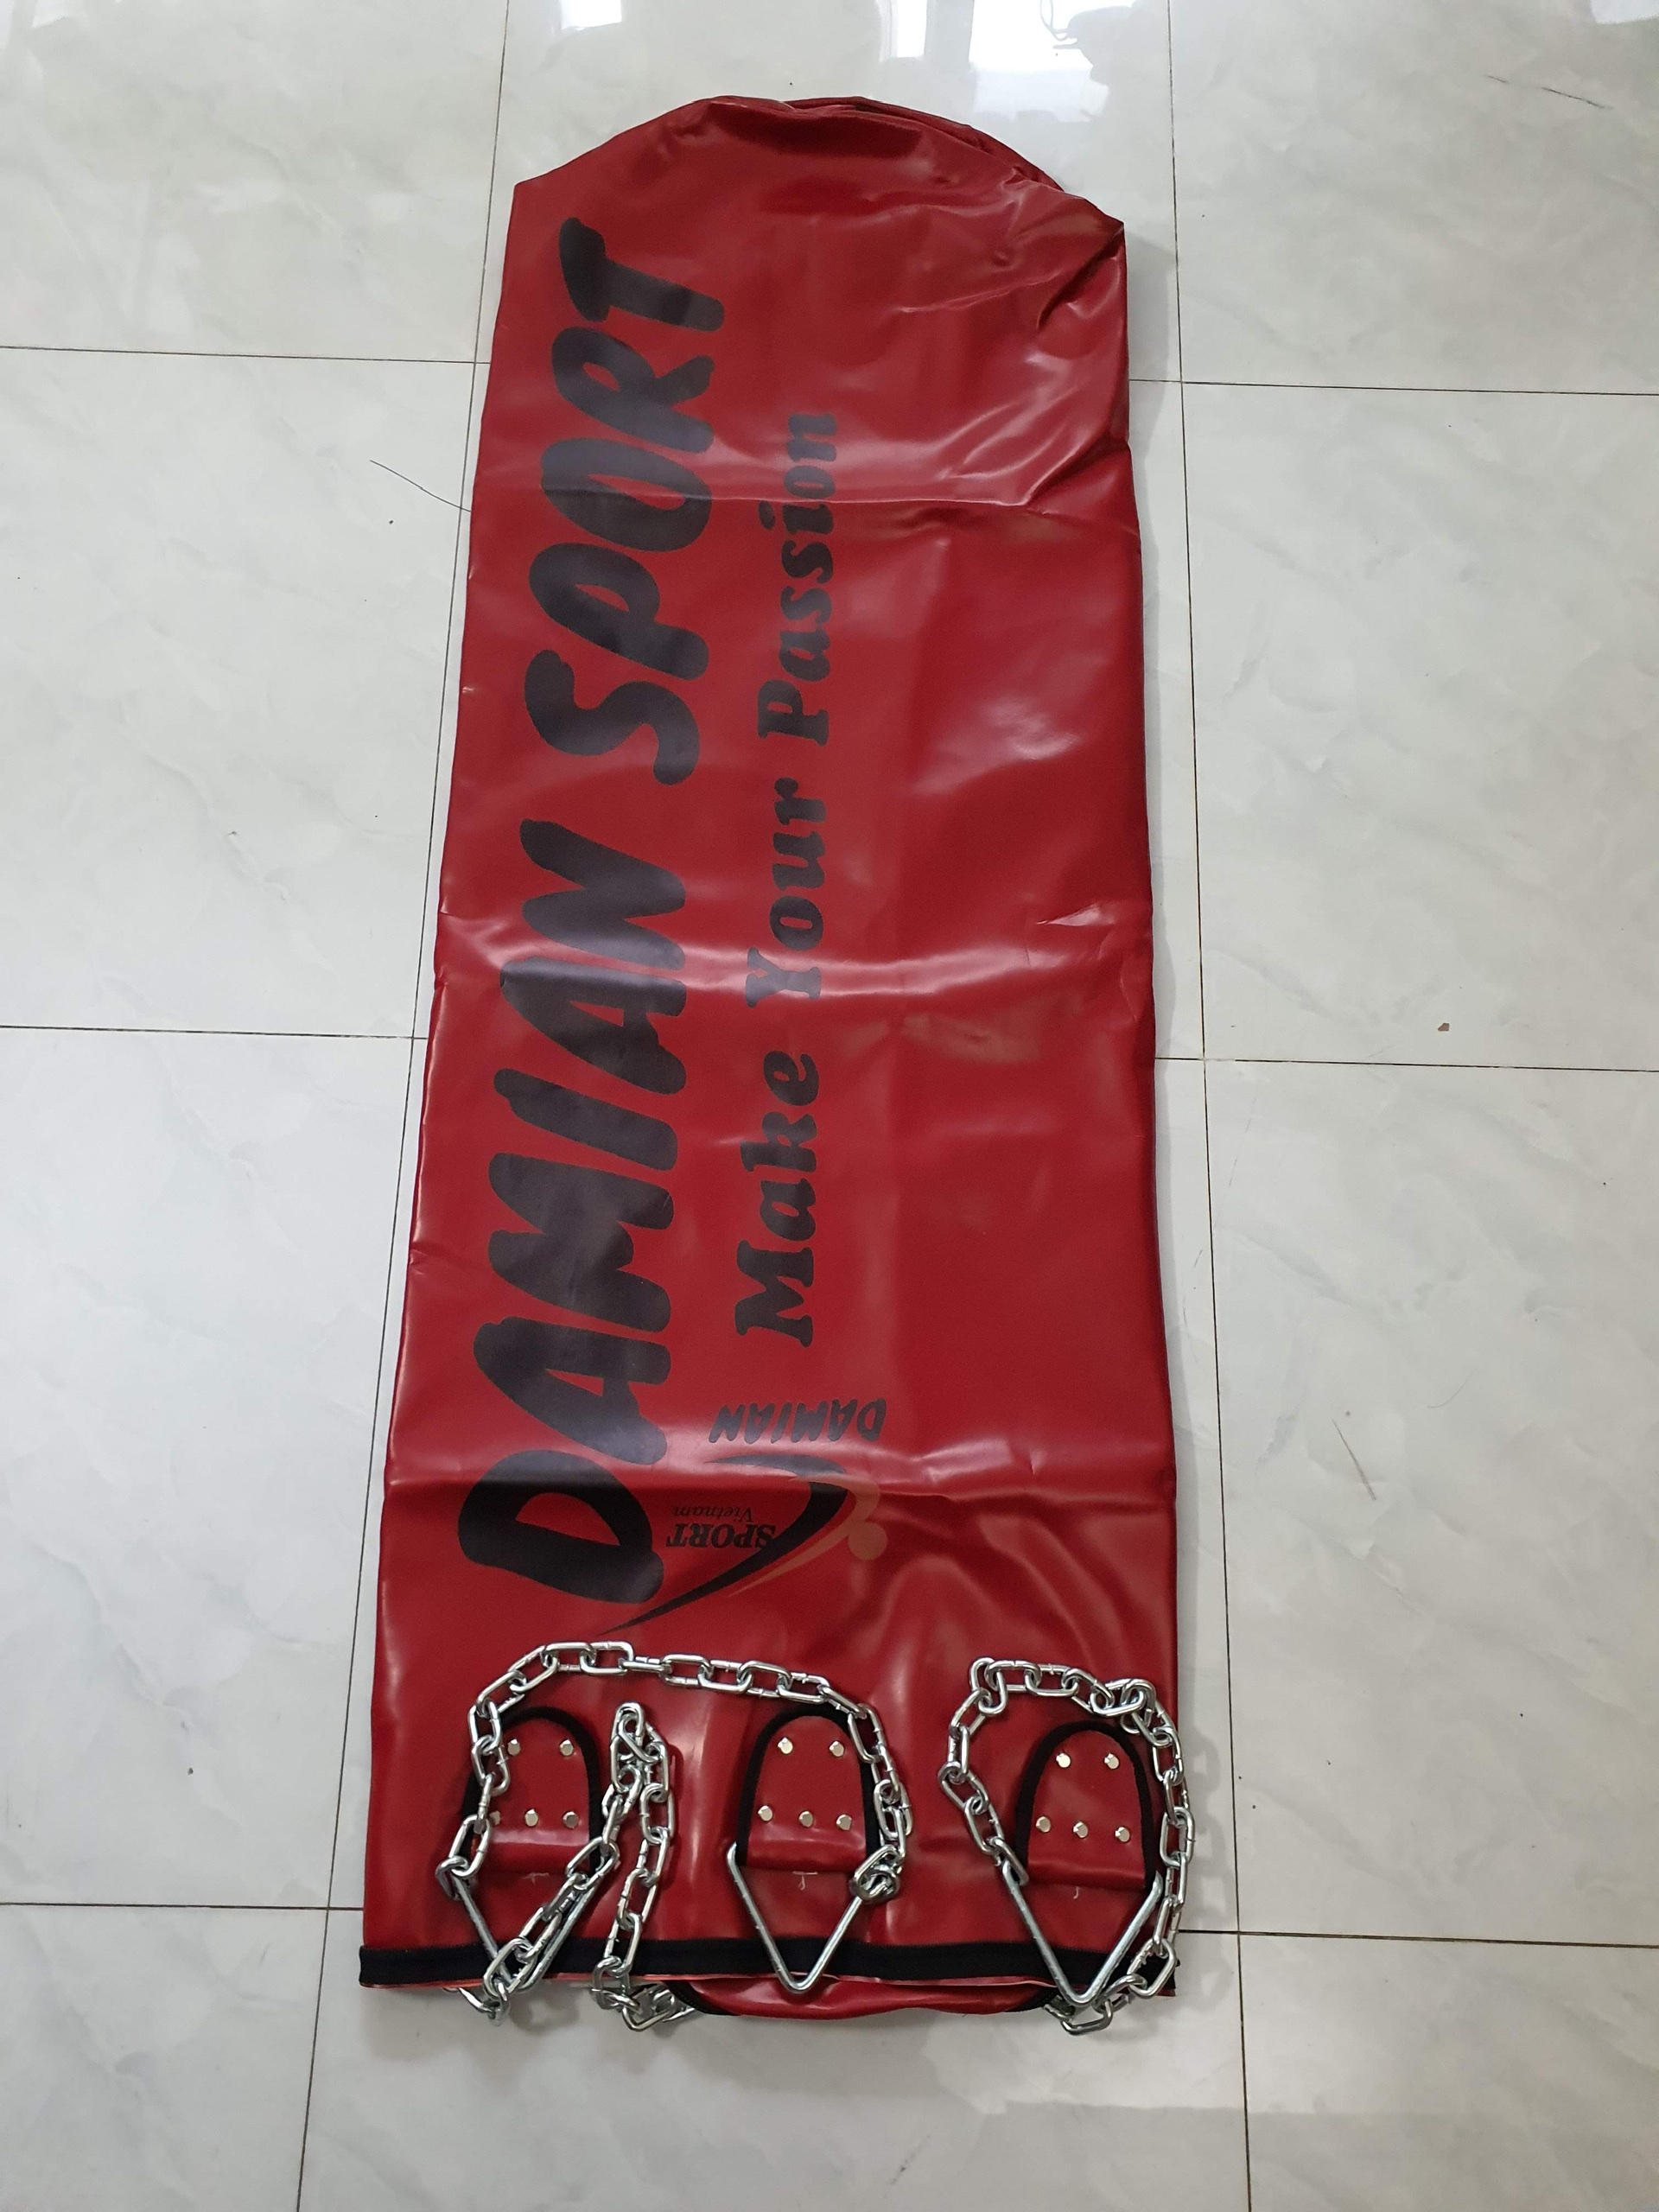 DAMIAN SPORT
Make Your Passion
DAMIAN
SPORT
Vietnam